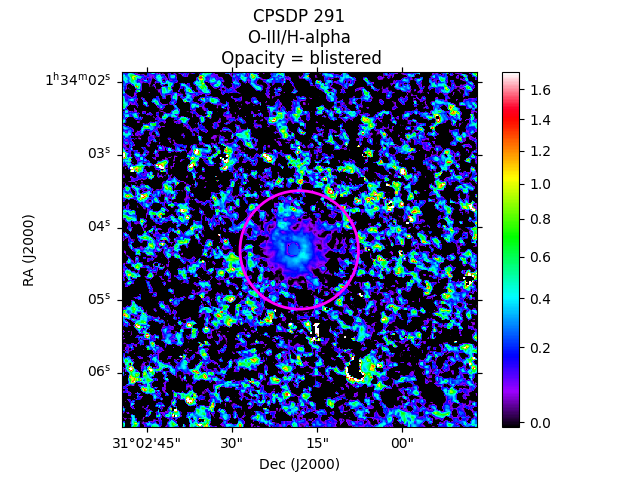 CPSDP 291
O-III/H-alpha
Opacity = blistered
1h34m02s
03s
04s
05s
06s
RA (J2000)
31°02'45"
30"
15"
00"
Dec (J2000)
1.6
1.4
1.2
1.0
0.8
0.6
0.4
0.2
0.0